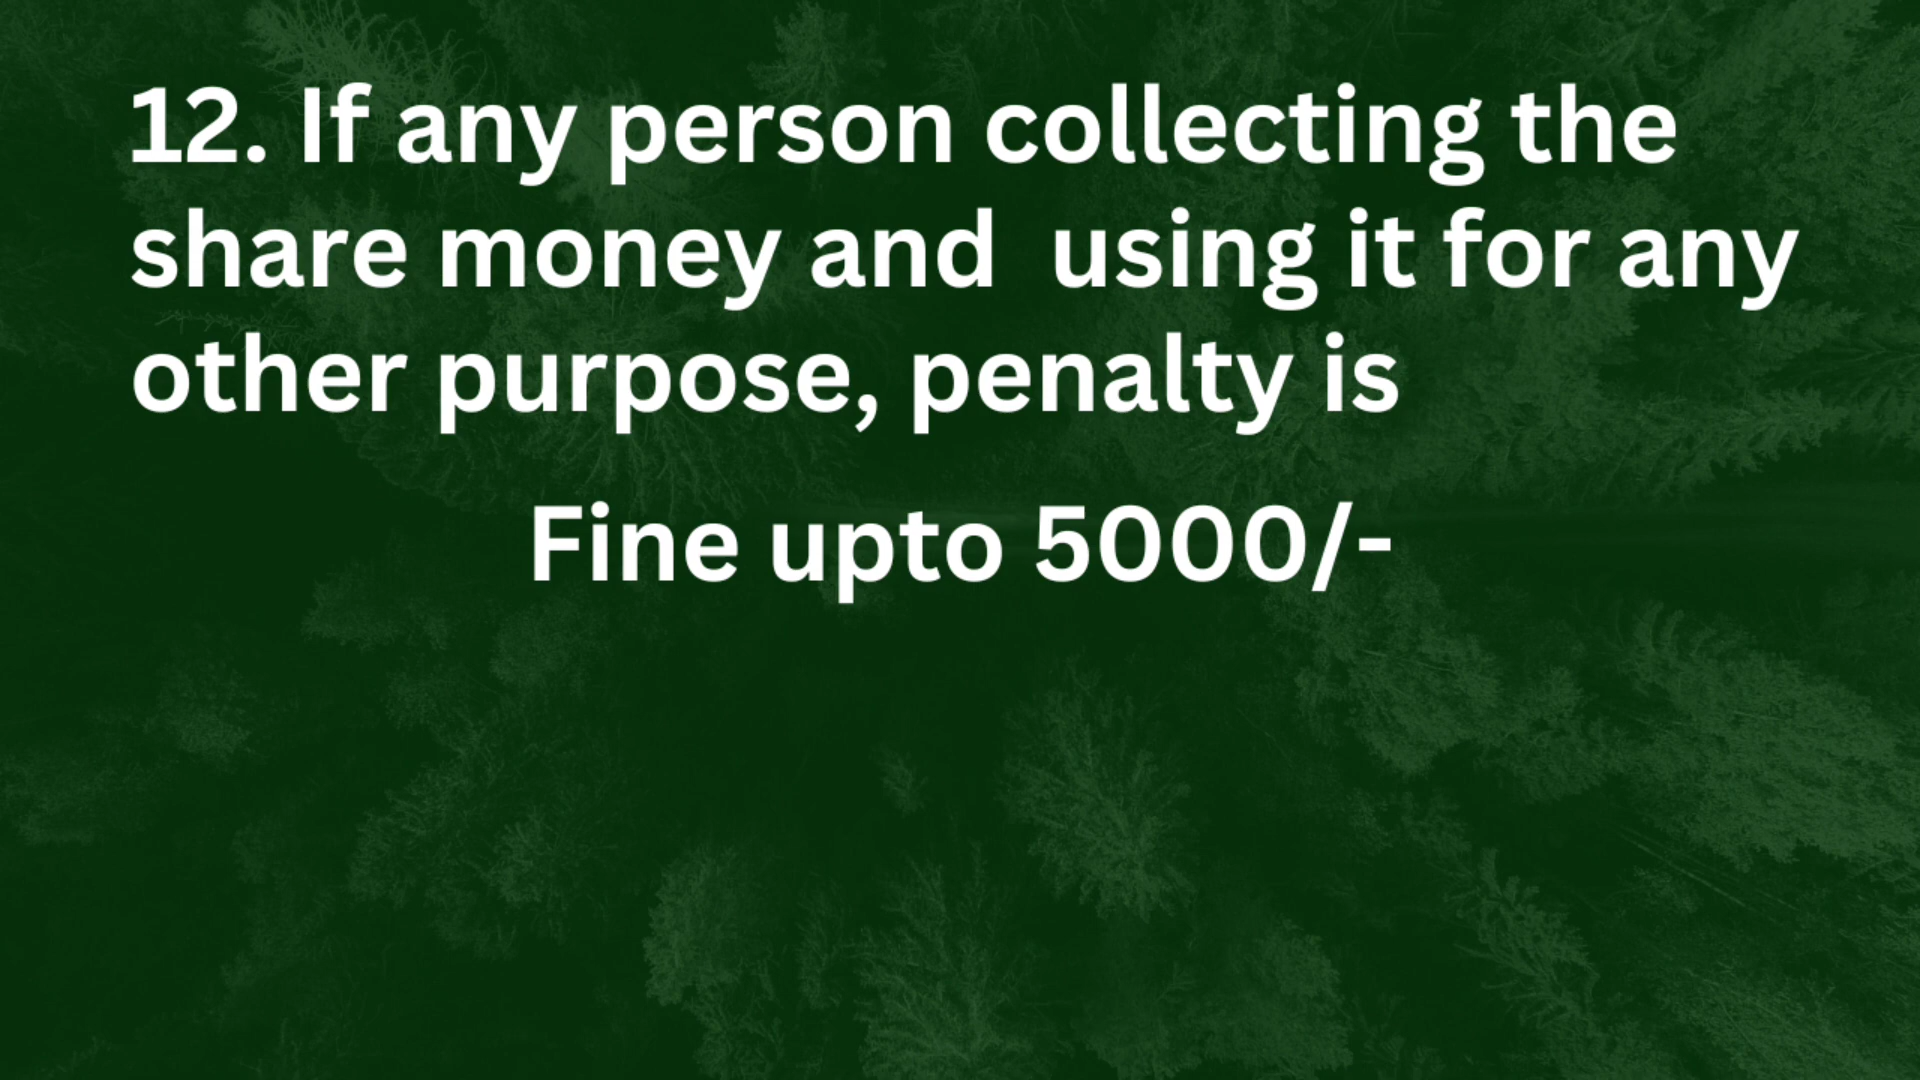 12. If any person collecting the
share money and  using it for any
other purpose, penalty is
Fine upto 5000/-